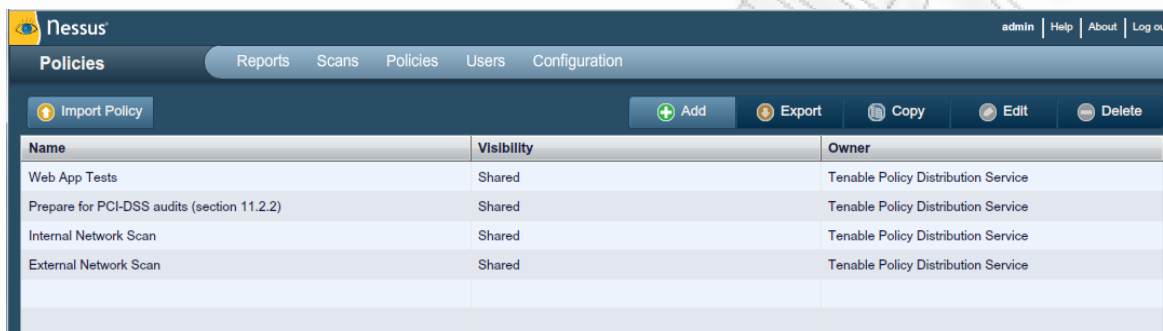 nessus
admin | Help | About | Log ou
Policies
Reports Scans Policies Users Configuration
Import Policy
Add Export Copy Edit Delete
Name Visibility Owner
Web App Tests Shared Tenable Policy Distribution Service
Prepare for PCI-DSS audits (section 11.2.2) Shared Tenable Policy Distribution Service
Internal Network Scan Shared Tenable Policy Distribution Service
External Network Scan Shared Tenable Policy Distribution Service